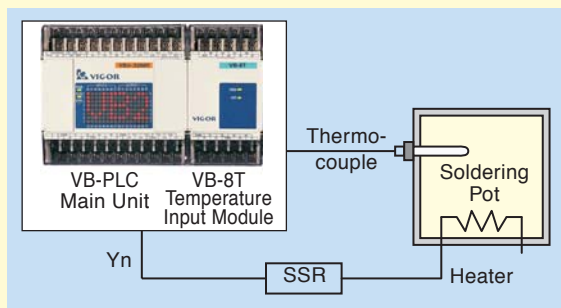 VIGOR
VB-8T
VIGOR
VB-PLC
Main Unit
VB-8T
Temperature
Input Module
Thermo-
couple
Soldering
Pot
Yn
SSR
Heater